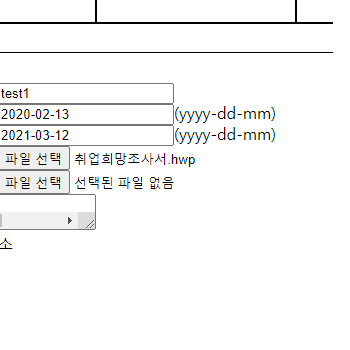 test1
2020-02-13(yyyy-dd-mm)
2021-03-12(yyyy-dd-mm)
파일 선택 취업희망조사서.hwp
파일 선택 선택된 파일 없음
소